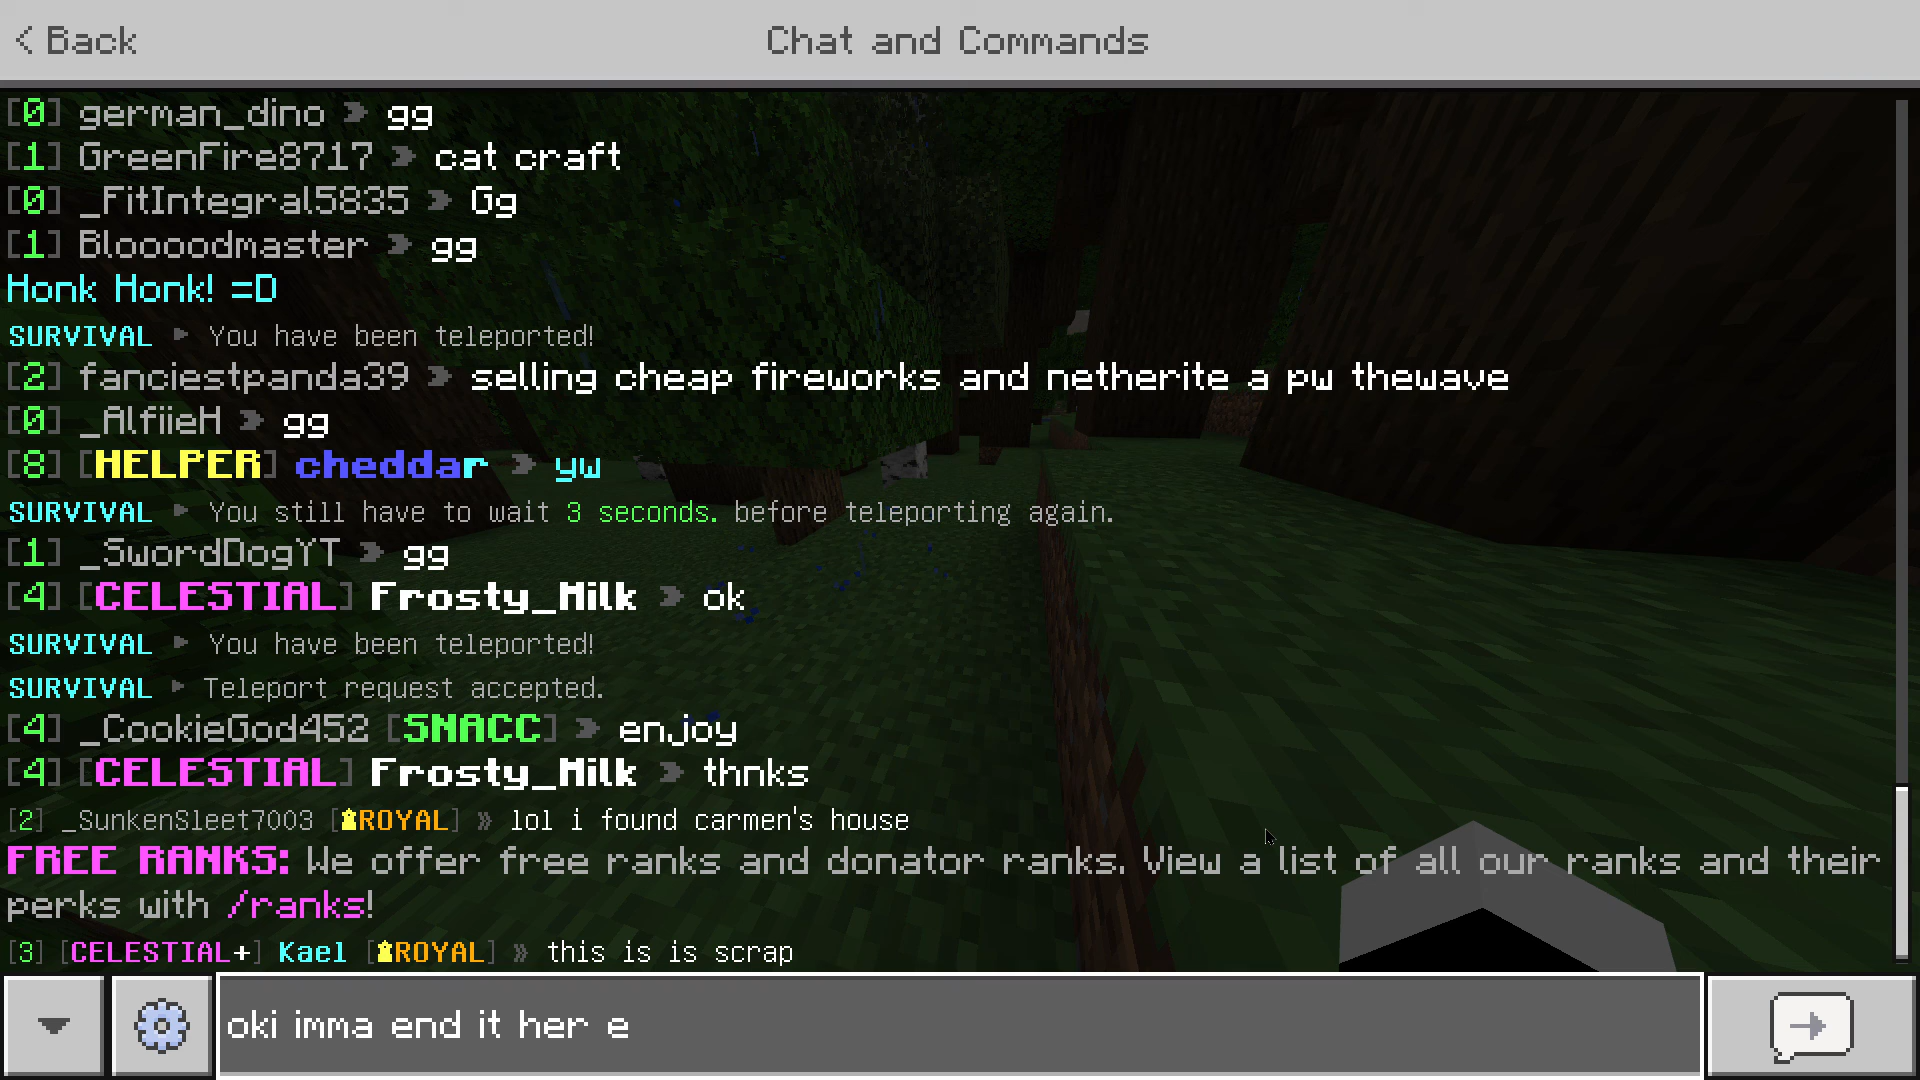 Back
Chat and Commands
[0] german_dino » gg
[1] GreenFire8717 » cat craft
[0] _FitIntegral5835 » Gg
[1] Blooooodmaster » gg
Honk Honk! =D
SURVIVAL ► You have been teleported!
[2] fanciestpanda39 » selling cheap fireworks and netherite a pw thewave
[0] _AlfiieH » gg
[8] [HELPER] cheddar » yw
SURVIVAL ► You still have to wait 3 seconds. before teleporting again.
[1] _SwordDogYT » gg
[4] [CELESTIAL] Frosty_Milk » ok
SURVIVAL ► You have been teleported!
SURVIVAL ► Teleport request accepted.
[4] _CookieGod452 [SNACC] » enjoy
[4] [CELESTIAL] Frosty_Milk » thnks
[2] _SunkenSleet7003 [ROYAL] » lol i found carmen's house
FREE RANKS: We offer free ranks and donator ranks. View a list of all our ranks and their
perks with /ranks!
[3] [CELESTIAL+] Kael [ROYAL] » this is is scrap
oki imma end it her e